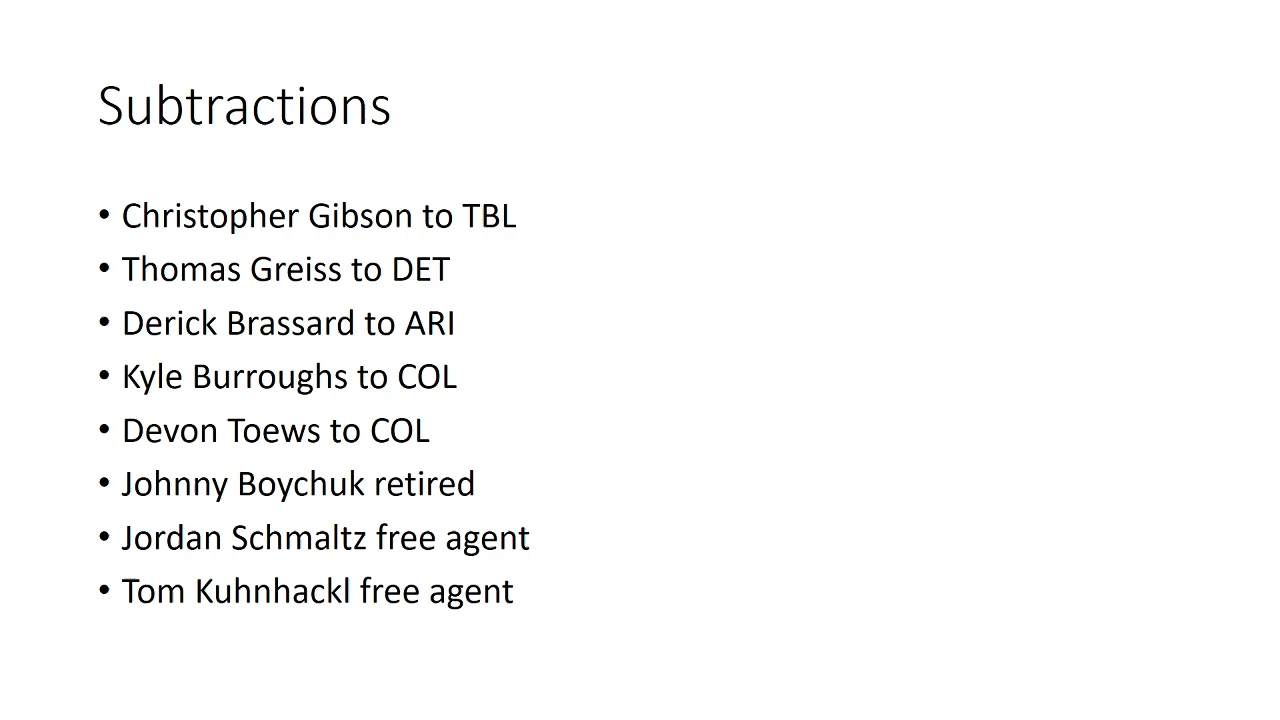 Subtractions
• Christopher Gibson to TBL
• Thomas Greiss to DET
• Derick Brassard to ARI
• Kyle Burroughs to COL
• Devon Toews to COL
• Johnny Boychuk retired
• Jordan Schmaltz free agent
• Tom Kuhnhackl free agent